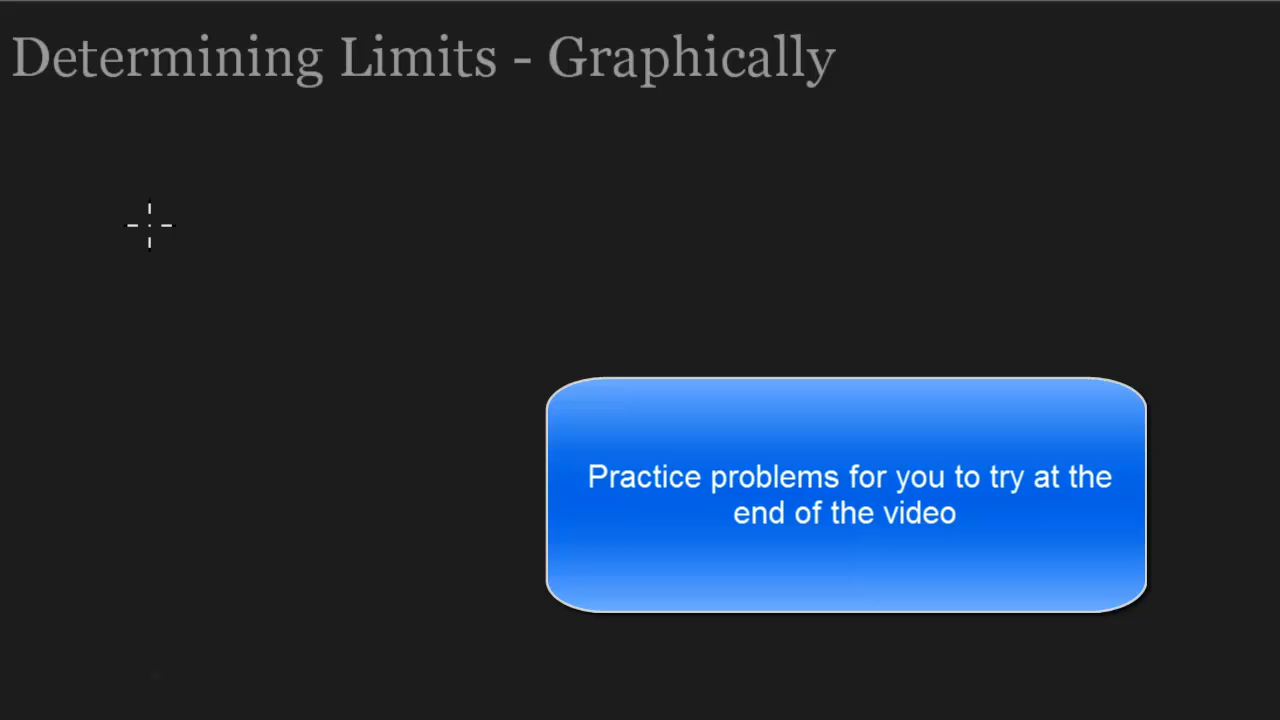 Determining Limits - Graphically
Practice problems for you to try at the
end of the video